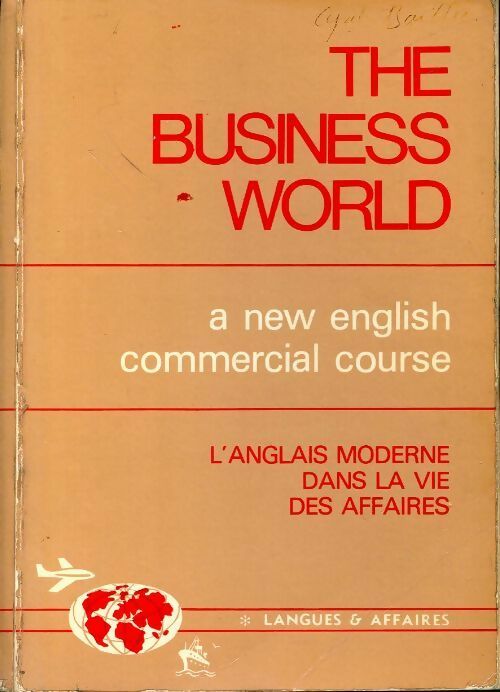 THE
BUSINESS
WORLD
a new english
commercial course
L'ANGLAIS MODERNE
DANS LA VIE
DES AFFAIRES
* LANGUES & AFFAIRES